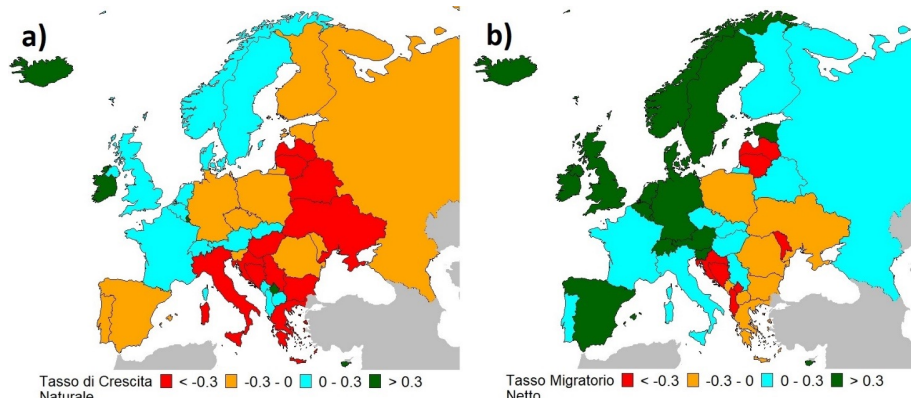 a)
b)
Tasso di Crescita < -0.3 -0.3 - 0 0 - 0.3 > 0.3
Naturale
Tasso Migratorio < -0.3 -0.3 - 0 0 - 0.3 > 0.3
Netto